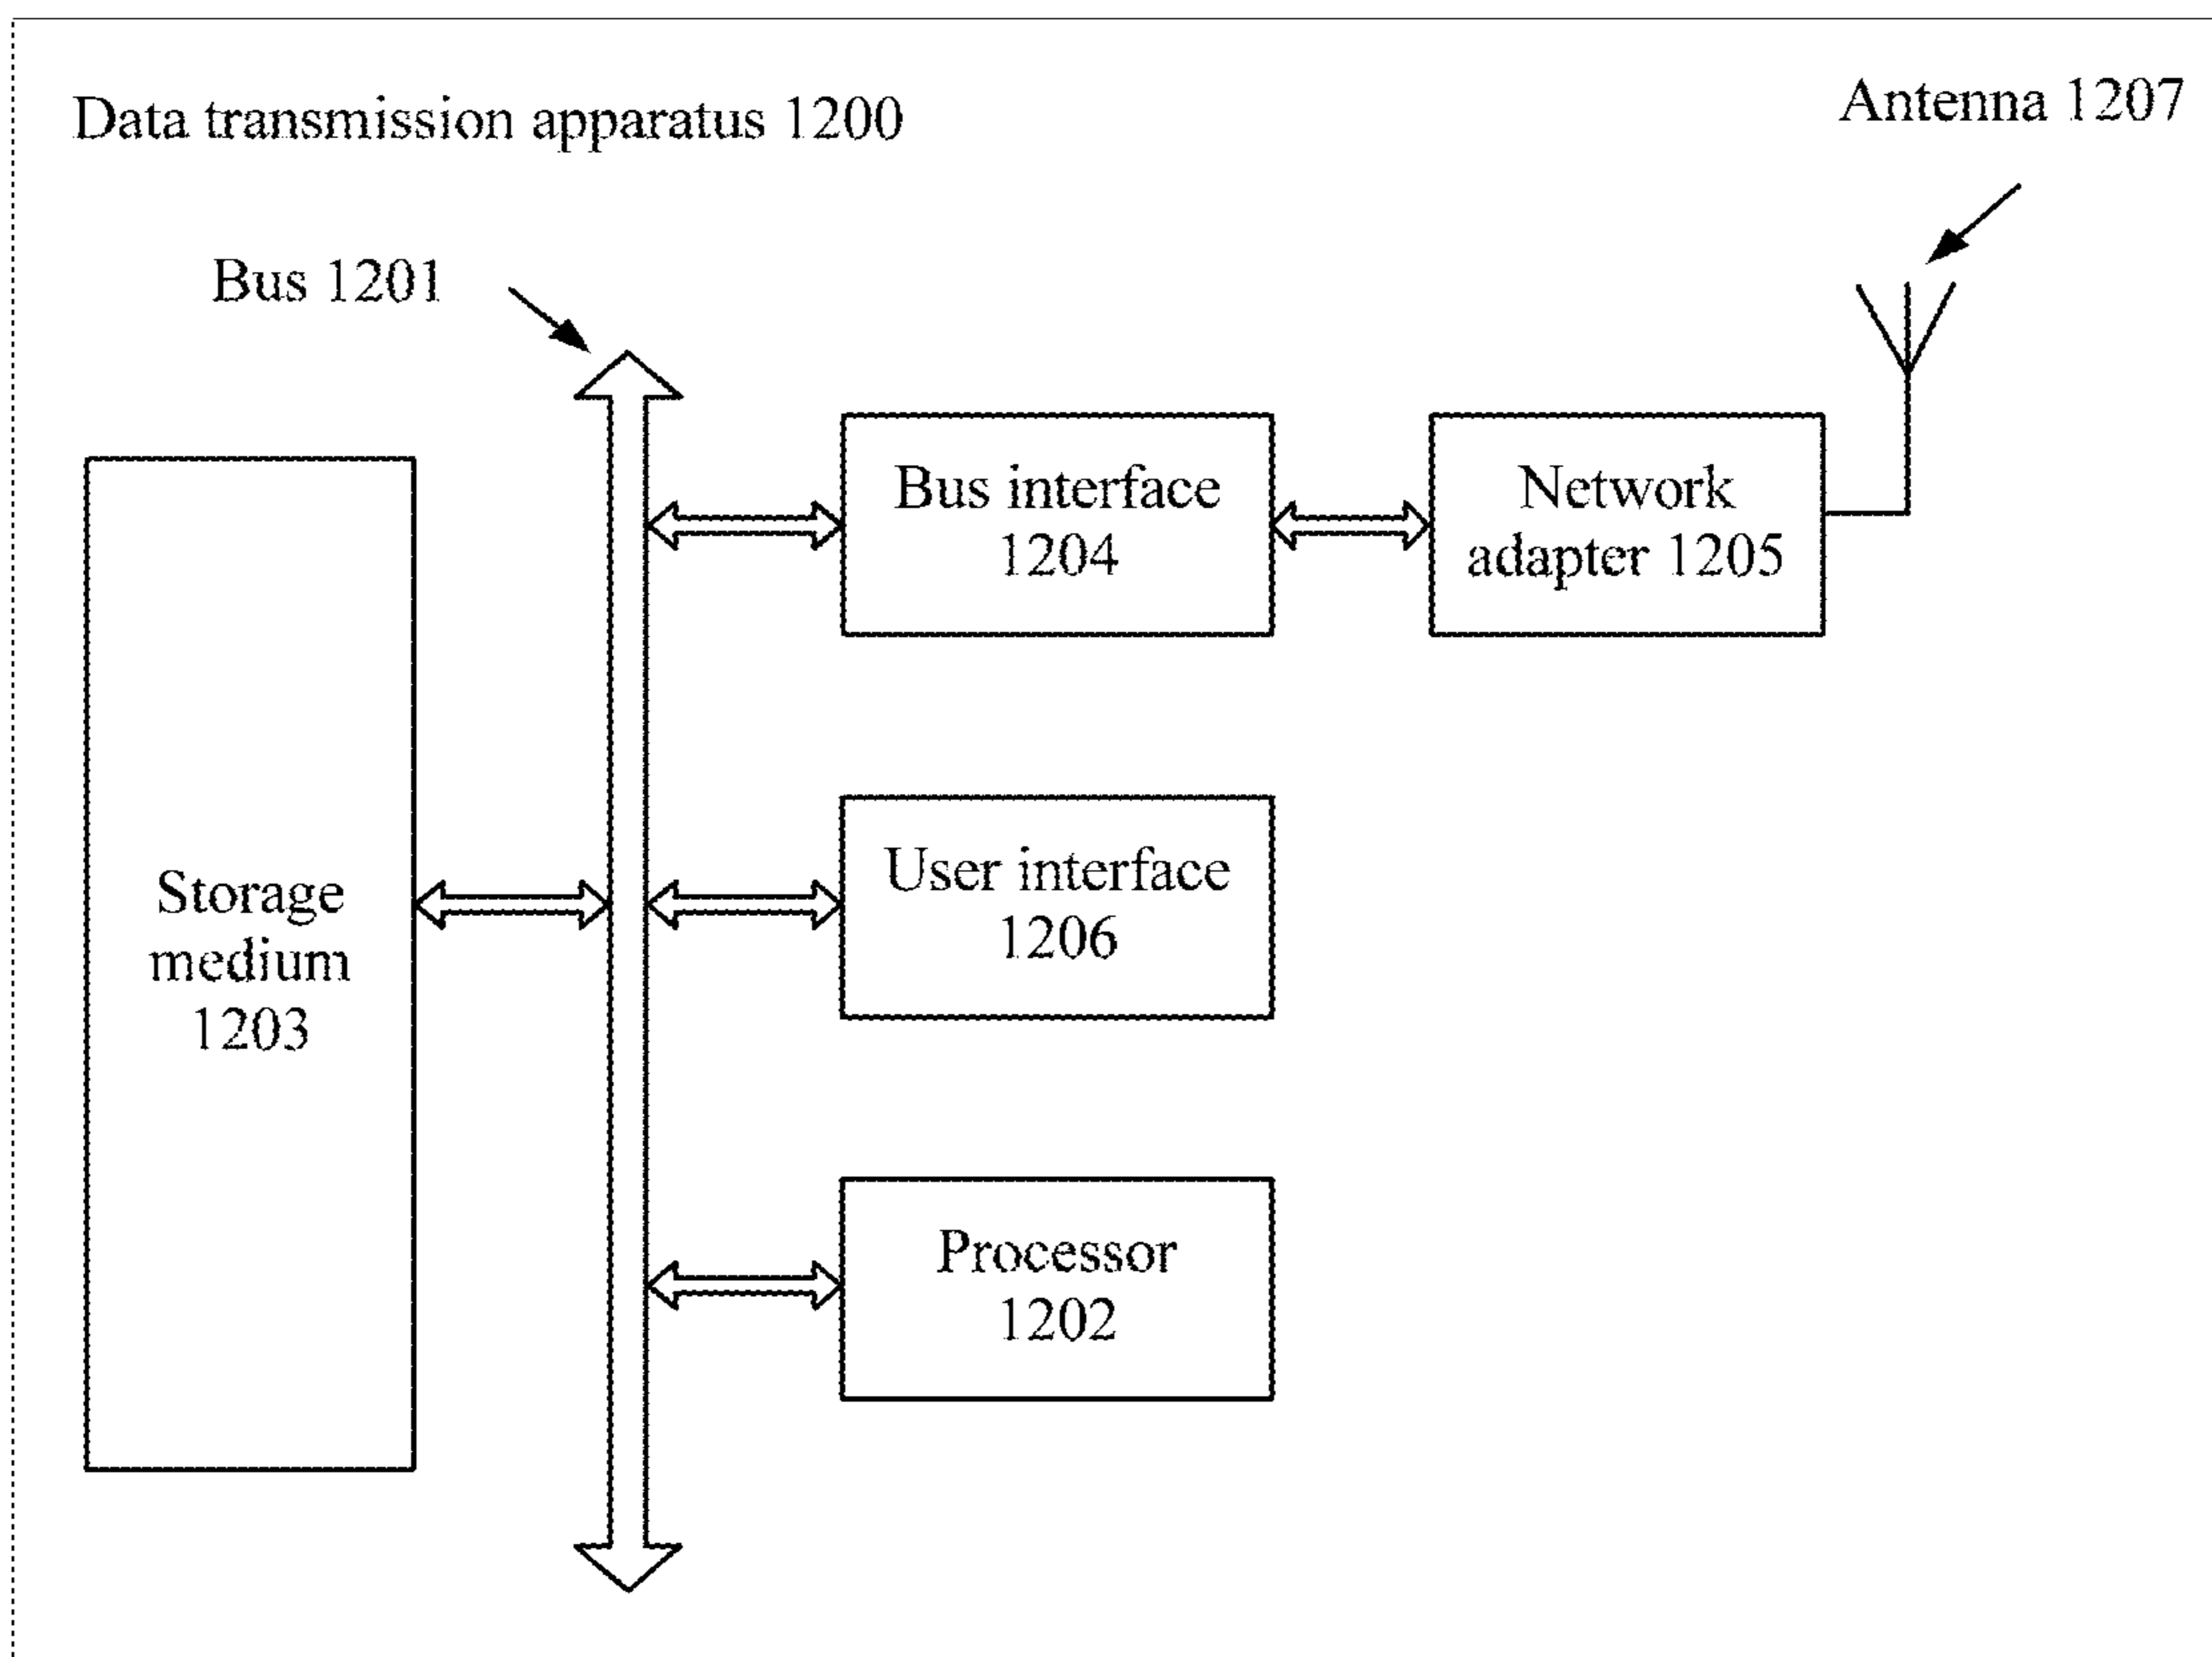 Data transmission apparatus 1200
Antenna 1207
Bus 1201
Bus interface
1204
Network
adapter 1205
Storage
medium
1203
User interface
1206
Processor
1202